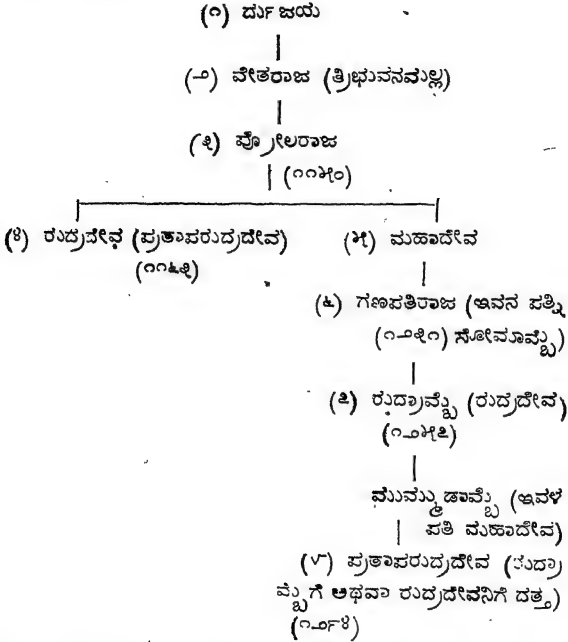 (೧) ರ್ದುಜಯ
(೨) ವೇತರಾಜ (ತ್ರಿಭುವನಮಲ್ಲ)
(೩) ಪ್ರೋಲರಾಜ
(೧೧೫೦)
(೪) ರುದ್ರದೇವ (ಪ್ರತಾಪರುದ್ರದೇವ) (೫) ಮಹಾದೇವ
(೧೧೬೩)
(೬) ಗಣಪತಿರಾಜ (ಇವನ ಪತ್ನಿ
(೧೨೩೧) ಸೋಮಾಮ್ಬೆ)
(೭) ರುದ್ರಾಮ್ಬೆ (ರುದ್ರದೇವ)
(೧೨೫೭)
ಮುಮ್ಮುಡಾಮ್ಬೆ (ಇವಳ
ಪತಿ ಮಹಾದೇವ)
(೮) ಪ್ರತಾಪರುದ್ರದೇವ (ರುದ್ರಾ
ಮ್ಬೆಗೆ ಅಥವಾ ರುದ್ರದೇವನಿಗೆ ದತ್ತ)
(೧೨೯೪)